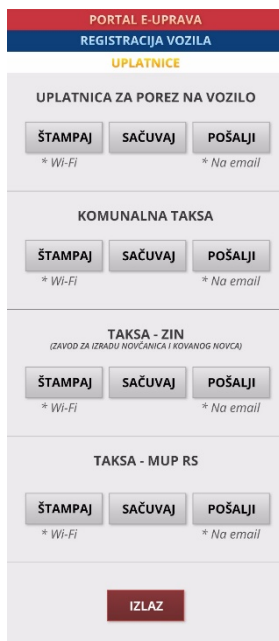 PORTAL E-UPRAVA
REGISTRACIJA VOZILA
UPLATNICE
UPLATNICA ZA POREZ NA VOZILO
ŠTAMPAJ SAČUVAJ POŠALJI
* Wi-Fi * Na email
KOMUNALNA TAKSA
ŠTAMPAJ SAČUVAJ POŠALJI
* Wi-Fi * Na email
TAKSA - ZIN
(ZAVOD ZA IZRADU NOVČANICA I KOVANOG NOVCA)
ŠTAMPAJ SAČUVAJ POŠALJI
* Wi-Fi * Na email
TAKSA - MUP RS
ŠTAMPAJ SAČUVAJ POŠALJI
* Wi-Fi * Na email
IZLAZ